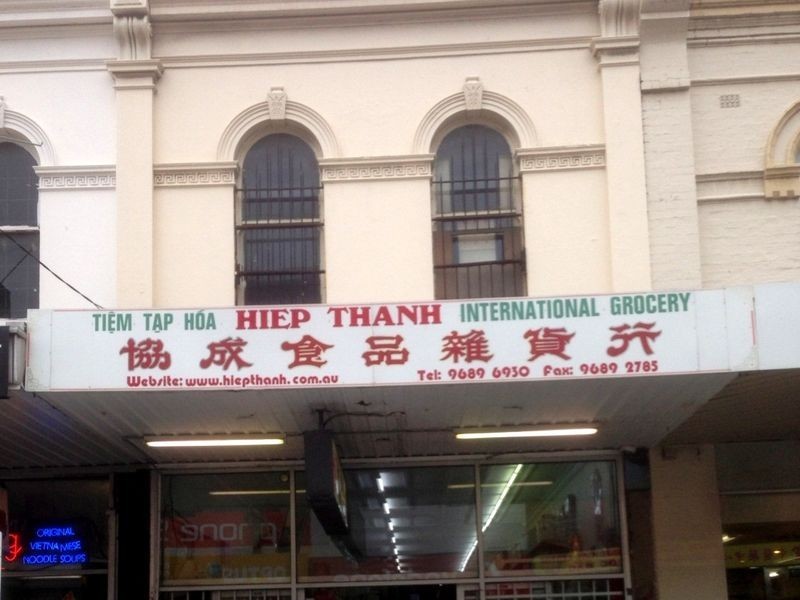 TIỆM TẠP HÓA HIEP THANH INTERNATIONAL GROCERY
協成食品雜貨行
Website: www.hiepthanh.com.au Tel: 9689 6930 Fax: 9689 2785
ORIGINAL
VIETNAMESE
NOODLE SOUPS